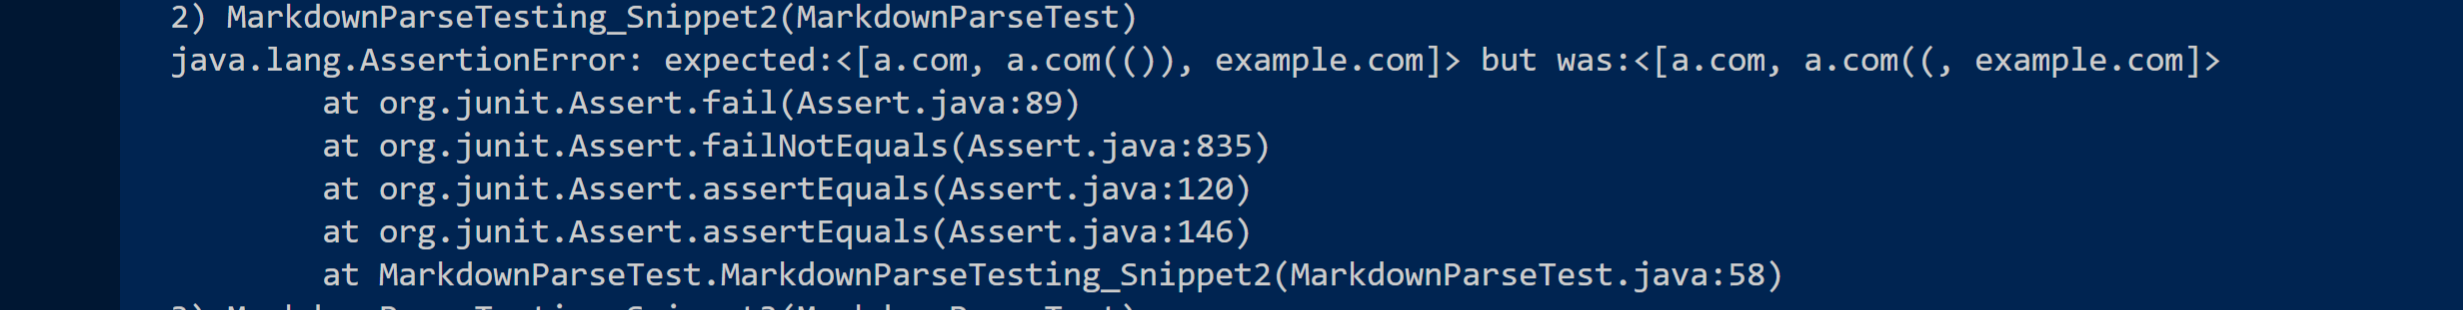 2) MarkdownParseTesting_Snippet2(MarkdownParseTest)
java.lang.AssertionError: expected:<[a.com, a.com(()), example.com]> but was:<[a.com, a.com((, example.com]>
at org.junit.Assert.fail(Assert.java:89)
at org.junit.Assert.failNotEquals(Assert.java:835)
at org.junit.Assert.assertEquals(Assert.java:120)
at org.junit.Assert.assertEquals(Assert.java:146)
at MarkdownParseTest.MarkdownParseTesting_Snippet2(MarkdownParseTest.java:58)